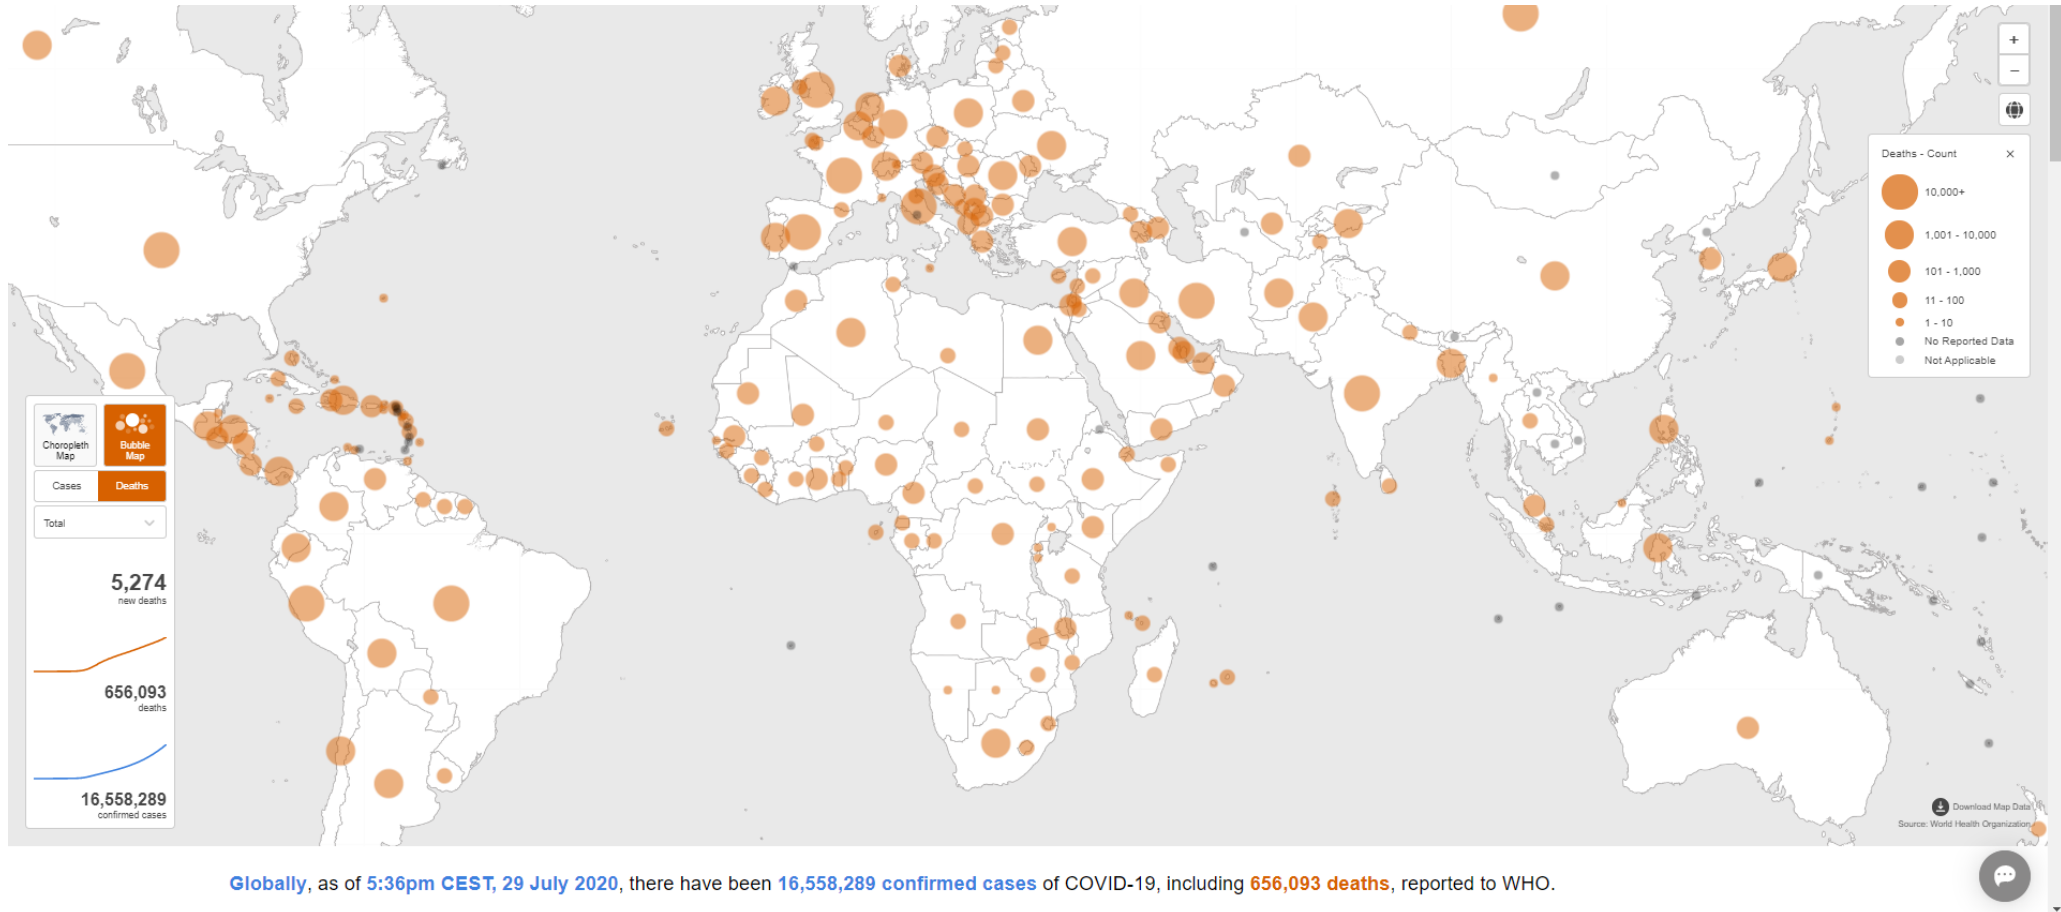 +
−
Deaths - Count
×
10,000+
1,001 - 10,000
101 - 1,000
11 - 100
1 - 10
No Reported Data
Not Applicable
Choropleth
Map
Bubble
Map
Cases
Deaths
Total
5,274
new deaths
656,093
deaths
16,558,289
confirmed cases
Download Map Data
Source: World Health Organization
Globally, as of 5:36pm CEST, 29 July 2020, there have been 16,558,289 confirmed cases of COVID-19, including 656,093 deaths, reported to WHO.